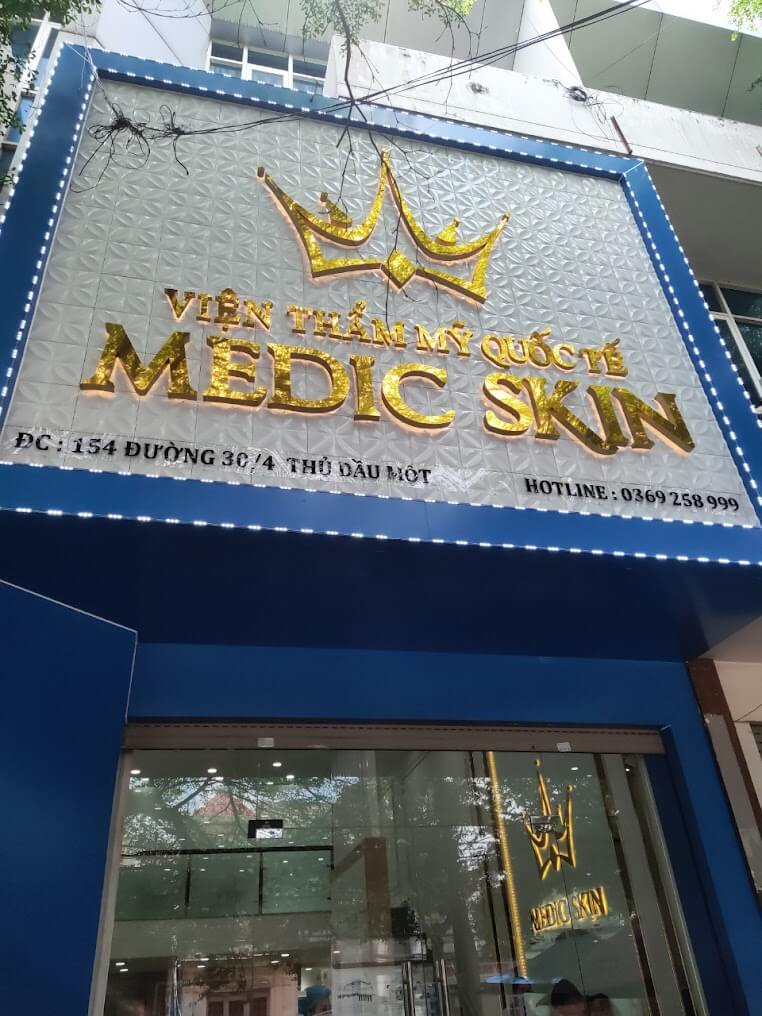 VIỆN THẨM MỸ QUỐC TẾ
MEDIC SKIN
ĐC : 154 ĐƯỜNG 30/4 THỦ DẦU MỘT
HOTLINE : 0369 258 999
MEDIC SKIN